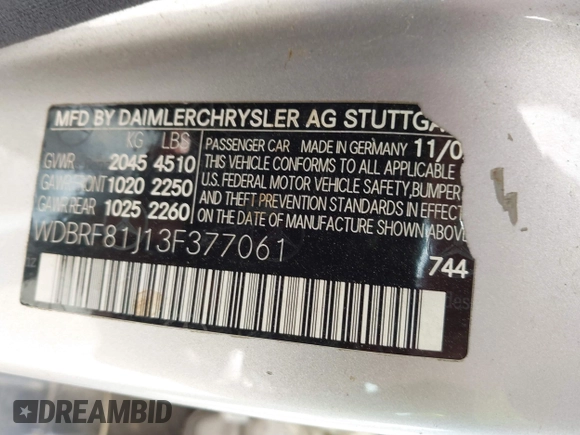 MFD BY DAIMLERCHRYSLER AG STUTTGA
KG LBS
PASSENGER CAR MADE IN GERMANY 11/0
GVWR 2045 4510
THIS VEHICLE CONFORMS TO ALL APPLICABLE
GAWR FRONT 1020 2250
U.S. FEDERAL MOTOR VEHICLE SAFETY, BUMPER
GAWR REAR 1025 2260
AND THEFT PREVENTION STANDARDS IN EFFECT
ON THE DATE OF MANUFACTURE SHOWN ABOVE
WDBRF81J13F377061
744
DREAMBID